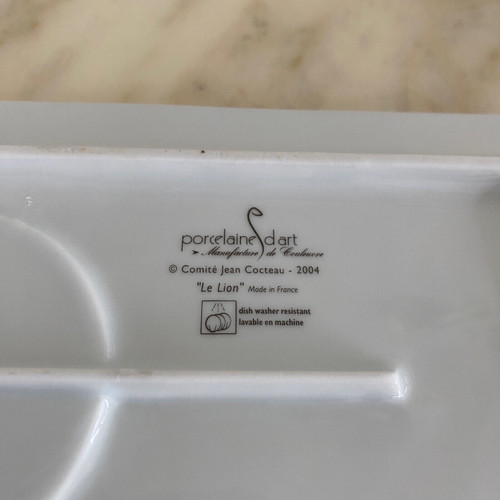 porcelaine d'art
Manufacture de Couleuvre
© Comité Jean Cocteau - 2004
"Le Lion" Made in France
dish washer resistant
lavable en machine